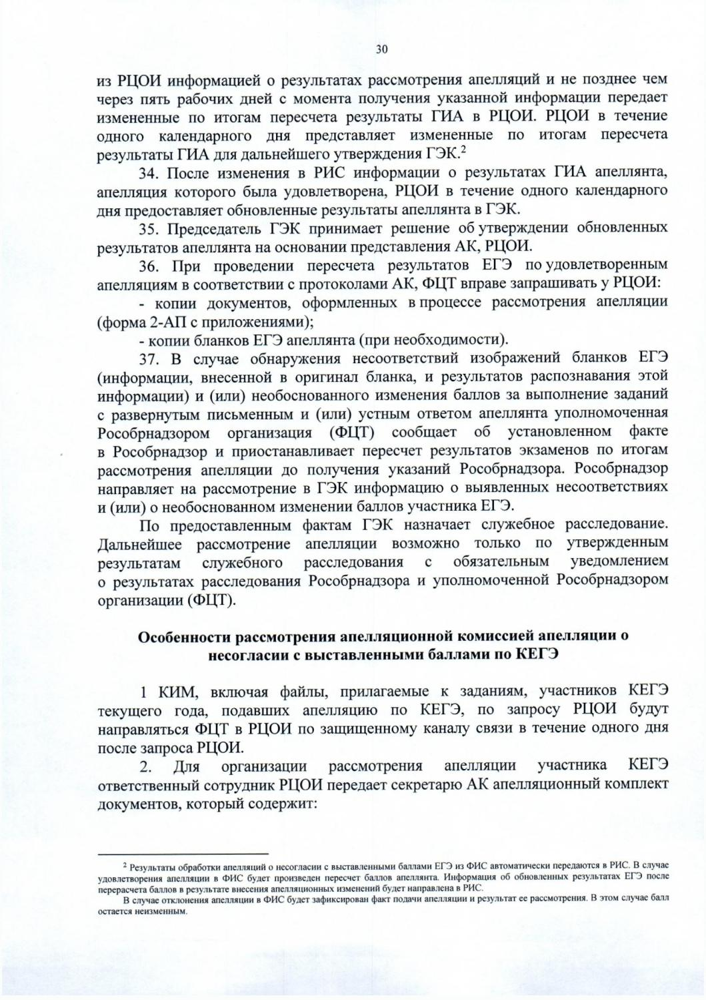 30
из РЦОИ информацией о результатах рассмотрения апелляций и не позднее чем
через пять рабочих дней с момента получения указанной информации передает
измененные по итогам пересчета результаты ГИА в РЦОИ. РЦОИ в течение
одного календарного дня представляет измененные по итогам пересчета
результаты ГИА для дальнейшего утверждения ГЭК.²
34. После изменения в РИС информации о результатах ГИА апеллянта,
апелляция которого была удовлетворена, РЦОИ в течение одного календарного
дня предоставляет обновленные результаты апеллянта в ГЭК.
35. Председатель ГЭК принимает решение об утверждении обновленных
результатов апеллянта на основании представления АК, РЦОИ.
36. При проведении пересчета результатов ЕГЭ по удовлетворенным
апелляциям в соответствии с протоколами АК, ФЦТ вправе запрашивать у РЦОИ:
- копии документов, оформленных в процессе рассмотрения апелляции
(форма 2-АП с приложениями);
- копии бланков ЕГЭ апеллянта (при необходимости).
37. В случае обнаружения несоответствий изображений бланков ЕГЭ
(информации, внесенной в оригинал бланка, и результатов распознавания этой
информации) и (или) необоснованного изменения баллов за выполнение заданий
с развернутым письменным и (или) устным ответом апеллянта уполномоченная
Рособрнадзором организация (ФЦТ) сообщает об установленном факте
в Рособрнадзор и приостанавливает пересчет результатов экзаменов по итогам
рассмотрения апелляции до получения указаний Рособрнадзора. Рособрнадзор
направляет на рассмотрение в ГЭК информацию о выявленных несоответствиях
и (или) о необоснованном изменении баллов участника ЕГЭ.
По предоставленным фактам ГЭК назначает служебное расследование.
Дальнейшее рассмотрение апелляции возможно только по утвержденным
результатам служебного расследования с обязательным уведомлением
о результатах расследования Рособрнадзора и уполномоченной Рособрнадзором
организации (ФЦТ).
Особенности рассмотрения апелляционной комиссией апелляции о
несогласии с выставленными баллами по КЕГЭ
1 КИМ, включая файлы, прилагаемые к заданиям, участников КЕГЭ
текущего года, подавших апелляцию по КЕГЭ, по запросу РЦОИ будут
направляться ФЦТ в РЦОИ по защищенному каналу связи в течение одного дня
после запроса РЦОИ.
2. Для организации рассмотрения апелляции участника КЕГЭ
ответственный сотрудник РЦОИ передает секретарю АК апелляционный комплект
документов, который содержит:
² Результаты обработки апелляций о несогласии с выставленными баллами ЕГЭ из ФИС автоматически передаются в РИС. В случае
удовлетворения апелляции в ФИС будет произведен пересчет баллов апеллянта. Информация об обновленных результатах ЕГЭ после
перерасчета баллов в результате внесения апелляционных изменений будет направлена в РИС.
В случае отклонения апелляции в ФИС будет зафиксирован факт подачи апелляции и результат ее рассмотрения. В этом случае балл
остается неизменным.